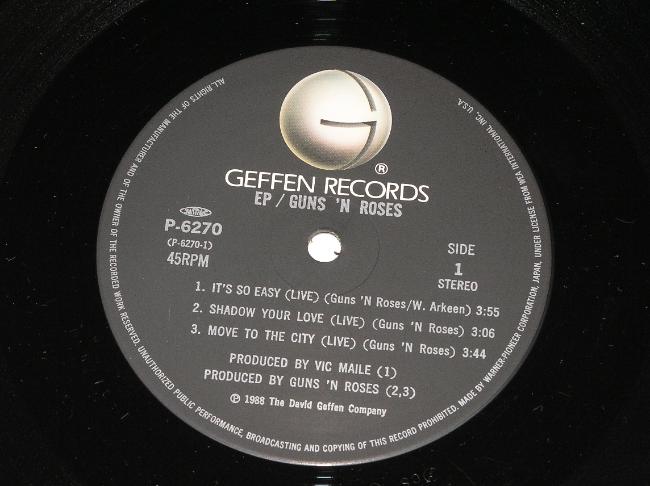 G
®
GEFFEN RECORDS
EP/GUNS 'N ROSES
P-6270
(P-6270-1)
45RPM
SIDE
1
STEREO
1. IT'S SO EASY (LIVE) (Guns 'N Roses/W. Arkeen) 3:55
2. SHADOW YOUR LOVE (LIVE) (Guns 'N Roses) 3:06
3. MOVE TO THE CITY (LIVE) (Guns 'N Roses) 3:44
PRODUCED BY VIC MAILE (1)
PRODUCED BY GUNS 'N ROSES (2,3)
℗ 1988 The David Geffen Company
ALL RIGHTS OF THE MANUFACTURER AND OF THE OWNER OF THE RECORDED WORK RESERVED. UNAUTHORIZED PUBLIC PERFORMANCE, BROADCASTING AND COPYING OF THIS RECORD PROHIBITED. MADE BY WARNER-PIONEER CORPORATION, JAPAN, UNDER LICENSE FROM WEA INTERNATIONAL INC., U.S.A.